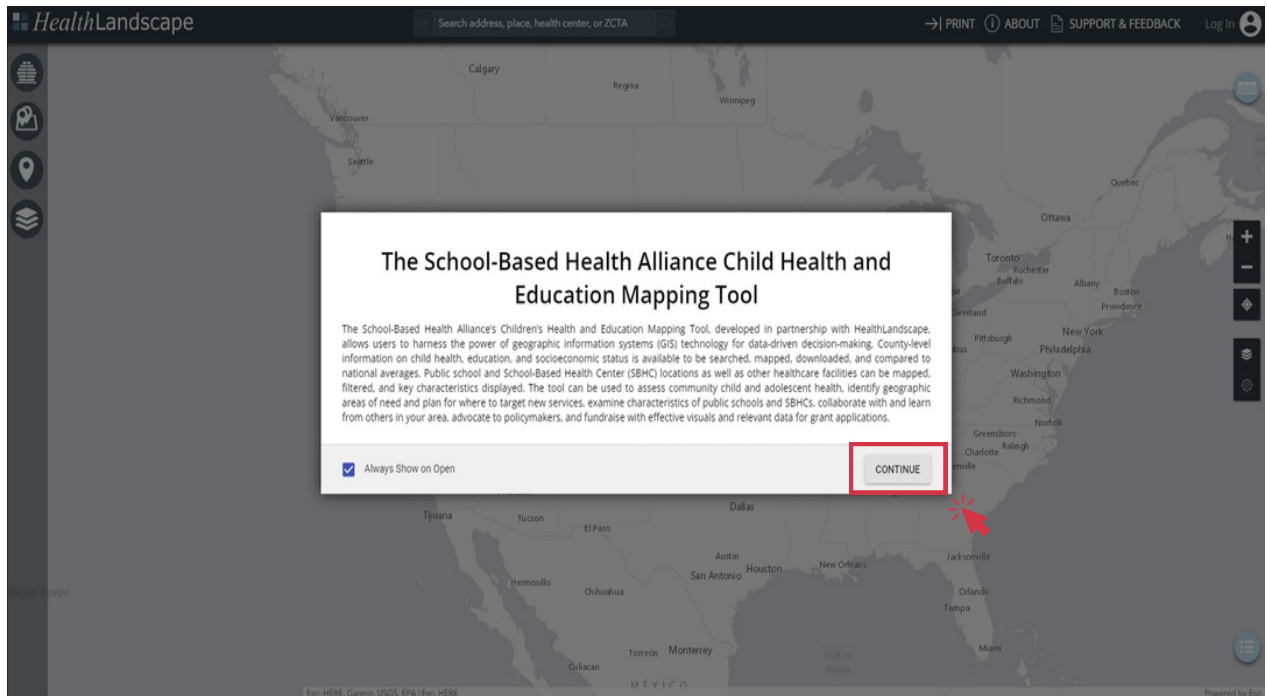 HealthLandscape
Search address, place, health center, or ZCTA
PRINT
ABOUT
SUPPORT & FEEDBACK
Log In
Calgary
Regina
Winnipeg
Vancouver
Seattle
Quebec
Ottawa
Toronto
Rochester
Buffalo
Albany
Boston
Providence
Cleveland
New York
Pittsburgh
Philadelphia
Washington
Richmond
Norfolk
Greensboro
Raleigh
Charlotte
The School-Based Health Alliance Child Health and
Education Mapping Tool
The School-Based Health Alliance's Children's Health and Education Mapping Tool, developed in partnership with HealthLandscape,
allows users to harness the power of geographic information systems (GIS) technology for data-driven decision-making. County-level
information on child health, education, and socioeconomic status is available to be searched, mapped, downloaded, and compared to
national averages. Public school and School-Based Health Center (SBHC) locations as well as other healthcare facilities can be mapped,
filtered, and key characteristics displayed. The tool can be used to assess community child and adolescent health, identify geographic
areas of need and plan for where to target new services, examine characteristics of public schools and SBHCs, collaborate with and learn
from others in your area, advocate to policymakers, and fundraise with effective visuals and relevant data for grant applications.
Always Show on Open
CONTINUE
Tijuana
Tucson
El Paso
Dallas
Austin
Houston
San Antonio
New Orleans
Jacksonville
Hermosillo
Chihuahua
Orlando
Tampa
Torreón
Monterrey
Miami
Culiacan
Gulf of
Mexico
MÉXICO
Ocean
Esri, HERE, Garmin, USGS, EPA | Esri, HERE
Powered by Esri